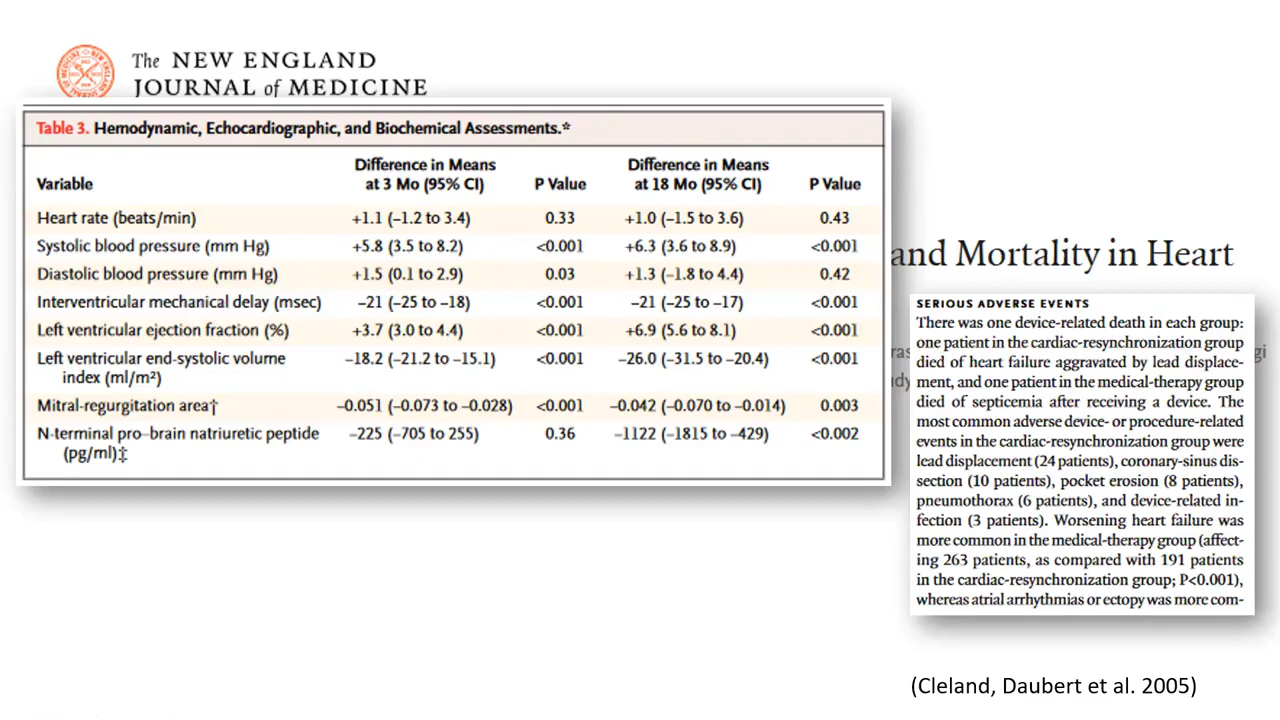 The NEW ENGLAND
JOURNAL of MEDICINE
Table 3. Hemodynamic, Echocardiographic, and Biochemical Assessments.*
Variable Difference in Means at 3 Mo (95% CI) P Value Difference in Means at 18 Mo (95% CI) P Value
Heart rate (beats/min) +1.1 (−1.2 to 3.4) 0.33 +1.0 (−1.5 to 3.6) 0.43
Systolic blood pressure (mm Hg) +5.8 (3.5 to 8.2) <0.001 +6.3 (3.6 to 8.9) <0.001
Diastolic blood pressure (mm Hg) +1.5 (0.1 to 2.9) 0.03 +1.3 (−1.8 to 4.4) 0.42
Interventricular mechanical delay (msec) −21 (−25 to −18) <0.001 −21 (−25 to −17) <0.001
Left ventricular ejection fraction (%) +3.7 (3.0 to 4.4) <0.001 +6.9 (5.6 to 8.1) <0.001
Left ventricular end-systolic volume −18.2 (−21.2 to −15.1) <0.001 −26.0 (−31.5 to −20.4) <0.001
index (ml/m²)
Mitral-regurgitation area† −0.051 (−0.073 to −0.028) <0.001 −0.042 (−0.070 to −0.014) 0.003
N-terminal pro–brain natriuretic peptide −225 (−705 to 255) 0.36 −1122 (−1815 to −429) <0.002
(pg/ml)‡
and Mortality in Heart
SERIOUS ADVERSE EVENTS
There was one device-related death in each group:
one patient in the cardiac-resynchronization group
died of heart failure aggravated by lead displace-
ment, and one patient in the medical-therapy group
died of septicemia after receiving a device. The
most common adverse device- or procedure-related
events in the cardiac-resynchronization group were
lead displacement (24 patients), coronary-sinus dis-
section (10 patients), pocket erosion (8 patients),
pneumothorax (6 patients), and device-related in-
fection (3 patients). Worsening heart failure was
more common in the medical-therapy group (affect-
ing 263 patients, as compared with 191 patients
in the cardiac-resynchronization group; P<0.001),
whereas atrial arrhythmias or ectopy was more com-
(Cleland, Daubert et al. 2005)